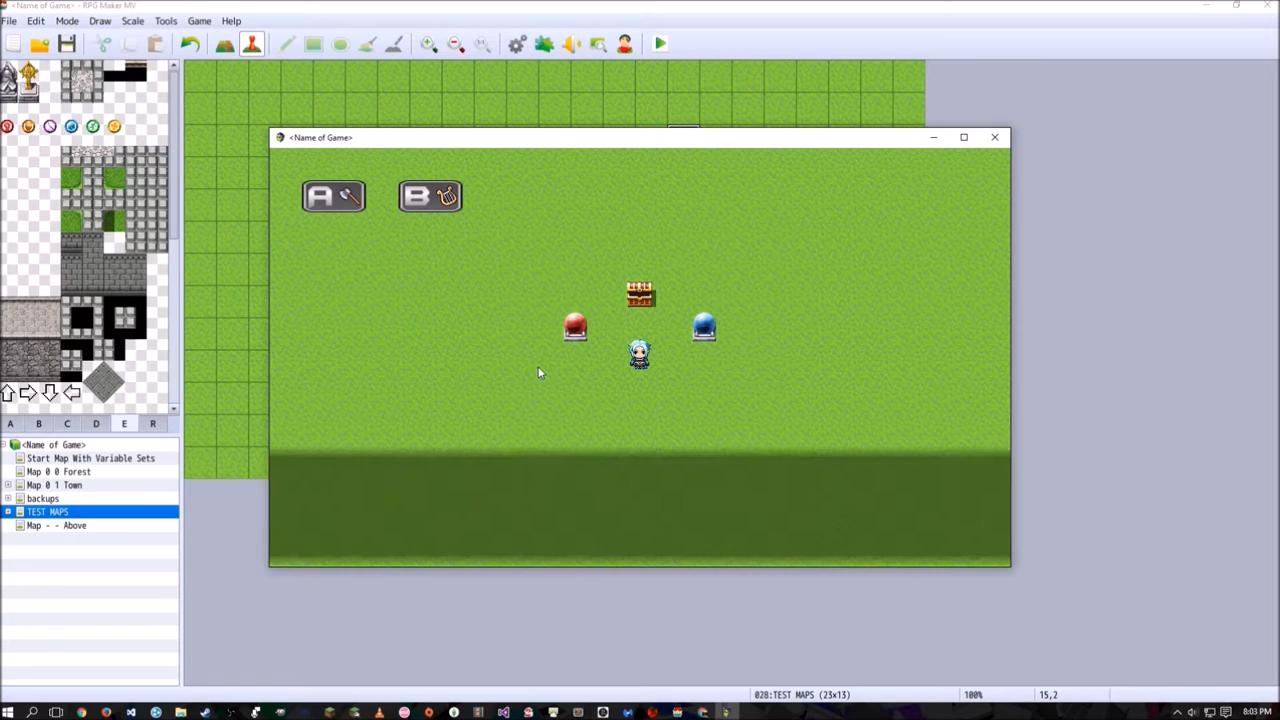 <Name of Game> - RPG Maker MV
File Edit Mode Draw Scale Tools Game Help
<Name of Game>
A B
A B C D E R
<Name of Game>
Start Map With Variable Sets
Map 0 0 Forest
Map 0 1 Town
backups
TEST MAPS
Map - - Above
028:TEST MAPS (23x13) 100% 15,2
8:03 PM